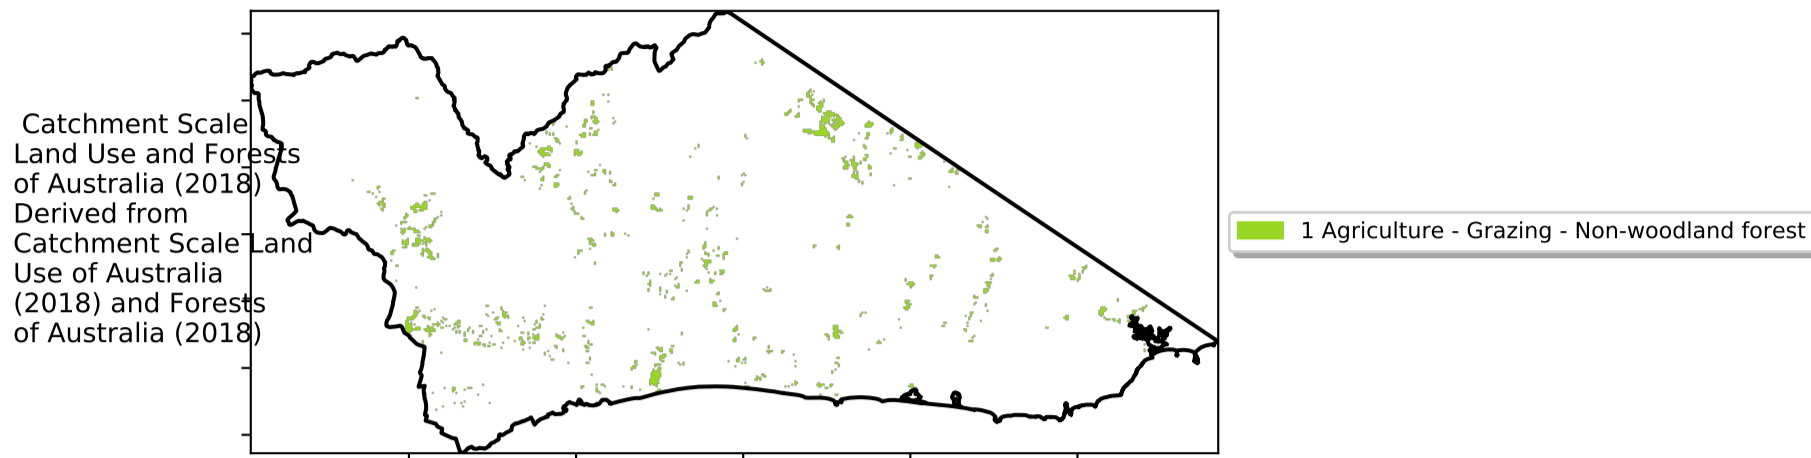 Catchment Scale
Land Use and Forests
of Australia (2018)
Derived from
Catchment Scale Land
Use of Australia
(2018) and Forests
of Australia (2018)
1 Agriculture - Grazing - Non-woodland forest